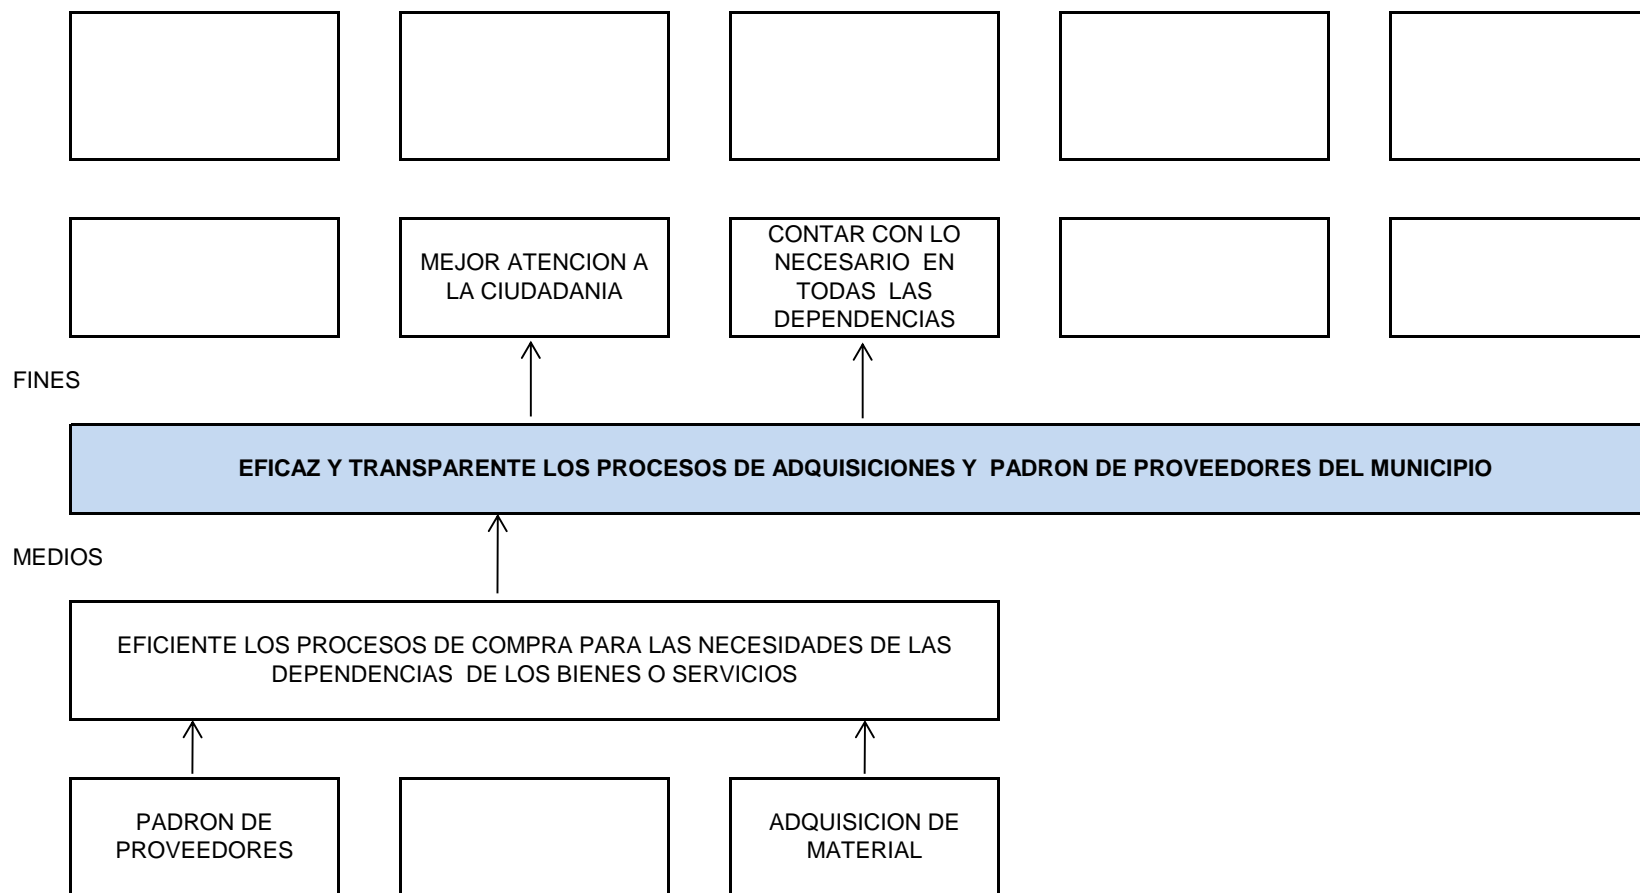 MEJOR ATENCION A
LA CIUDADANIA
CONTAR CON LO
NECESARIO  EN
TODAS  LAS
DEPENDENCIAS
FINES
EFICAZ Y TRANSPARENTE LOS PROCESOS DE ADQUISICIONES Y  PADRON DE PROVEEDORES DEL MUNICIPIO
MEDIOS
EFICIENTE LOS PROCESOS DE COMPRA PARA LAS NECESIDADES DE LAS
DEPENDENCIAS  DE LOS BIENES O SERVICIOS
PADRON DE
PROVEEDORES
ADQUISICION DE
MATERIAL